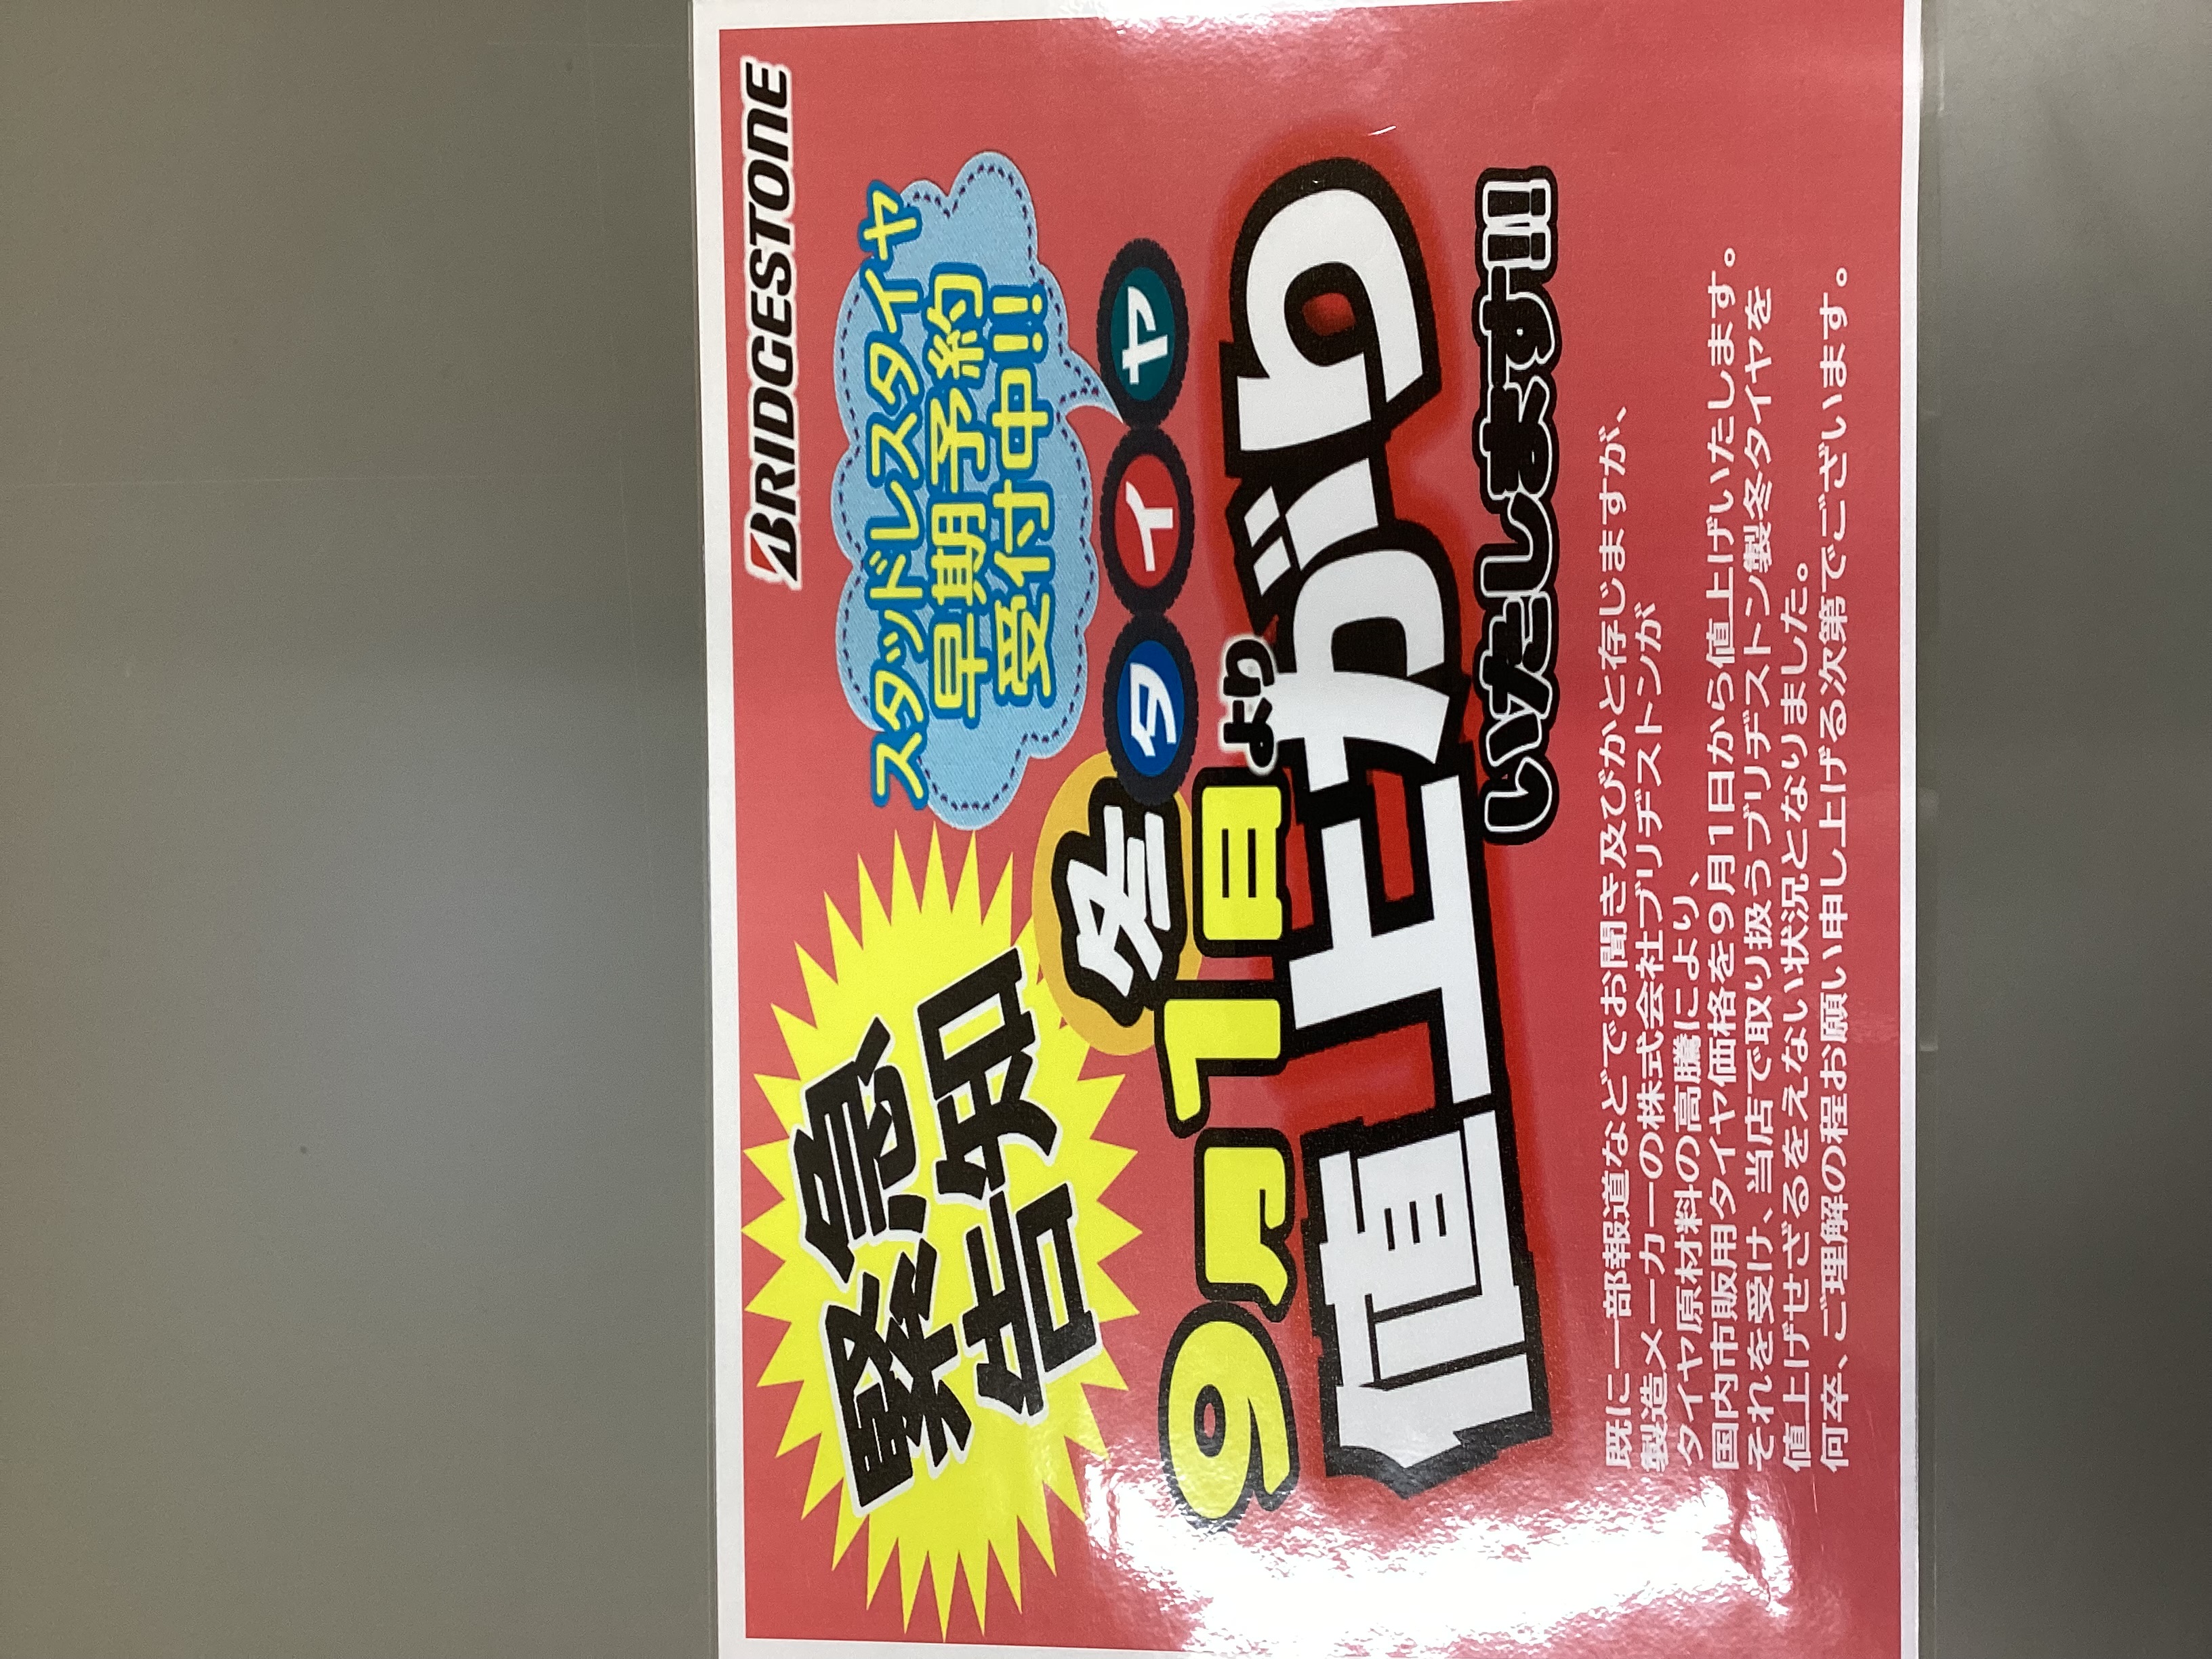 BRIDGESTONE
緊急
告知
スタッドレスタイヤ
早期予約
受付中!!
冬タイヤ
9月1日より
値上がり
いたします!!
既に一部報道などでお聞き及びかと存じますが、
製造メーカーの株式会社ブリヂストンが
タイヤ原材料の高騰により、
国内市販用タイヤ価格を9月1日から値上げいたします。
それを受け、当店で取り扱うブリヂストン製冬タイヤを
値上げせざるをえない状況となりました。
何卒、ご理解の程お願い申し上げる次第でございます。